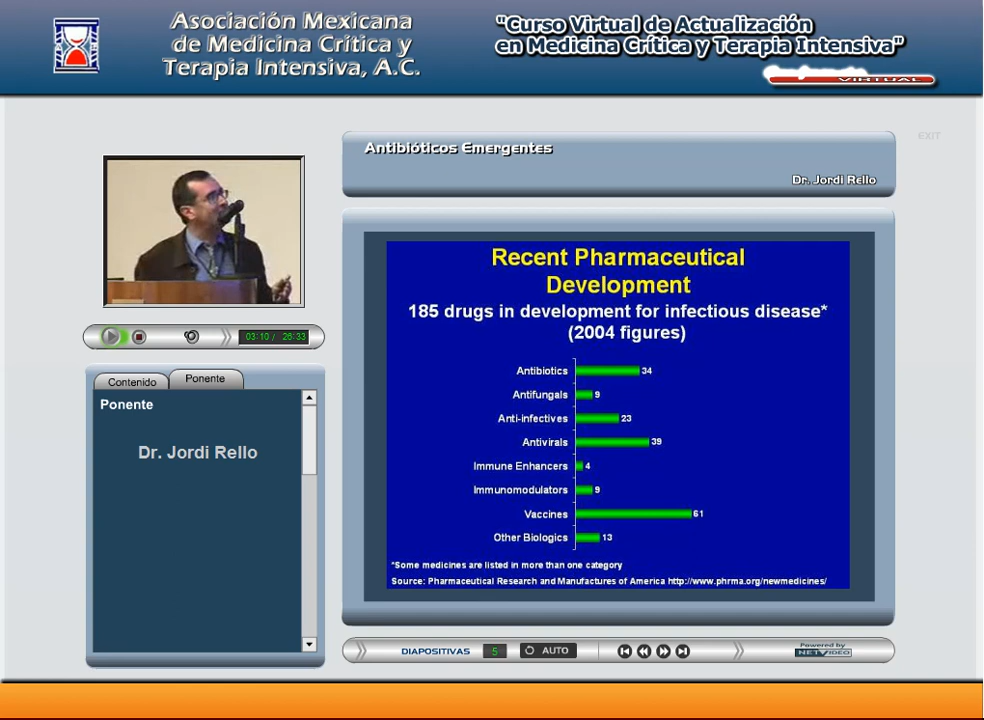 Asociación Mexicana
de Medicina Crítica y
Terapia Intensiva, A.C.
"Curso Virtual de Actualización
en Medicina Crítica y Terapia Intensiva"
VIRTUAL
EXIT
Antibióticos Emergentes
Dr. Jordi Rello
03:10 / 26:33
Contenido
Ponente
Ponente
Dr. Jordi Rello
Recent Pharmaceutical
Development
185 drugs in development for infectious disease*
(2004 figures)
Antibiotics 34
Antifungals 9
Anti-infectives 23
Antivirals 39
Immune Enhancers 4
Immunomodulators 9
Vaccines 61
Other Biologics 13
*Some medicines are listed in more than one category
Source: Pharmaceutical Research and Manufactures of America http://www.phrma.org/newmedicines/
DIAPOSITIVAS 5 AUTO
Powered by
NETVIDEO